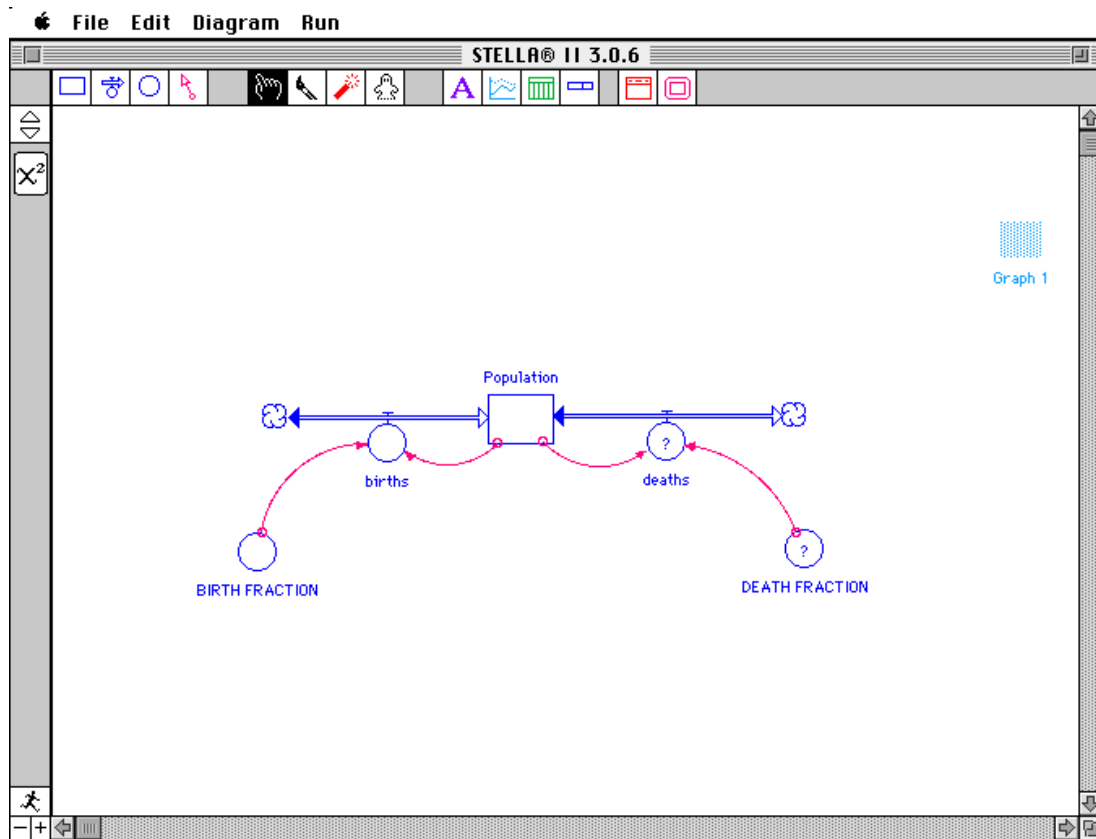 File Edit Diagram Run
STELLA® II 3.0.6
A
X²
Graph 1
Population
?
births
deaths
?
BIRTH FRACTION
DEATH FRACTION